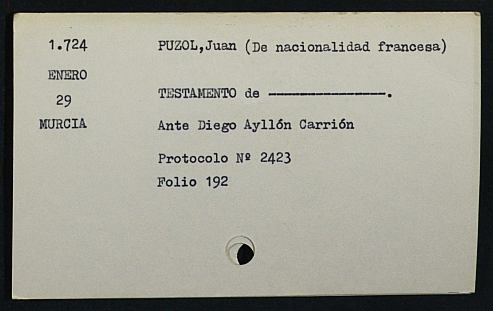 1.724 PUZOL,Juan (De nacionalidad francesa)
ENERO
29 TESTAMENTO de ----------------.
MURCIA Ante Diego Ayllón Carrión
Protocolo Nº 2423
Folio 192